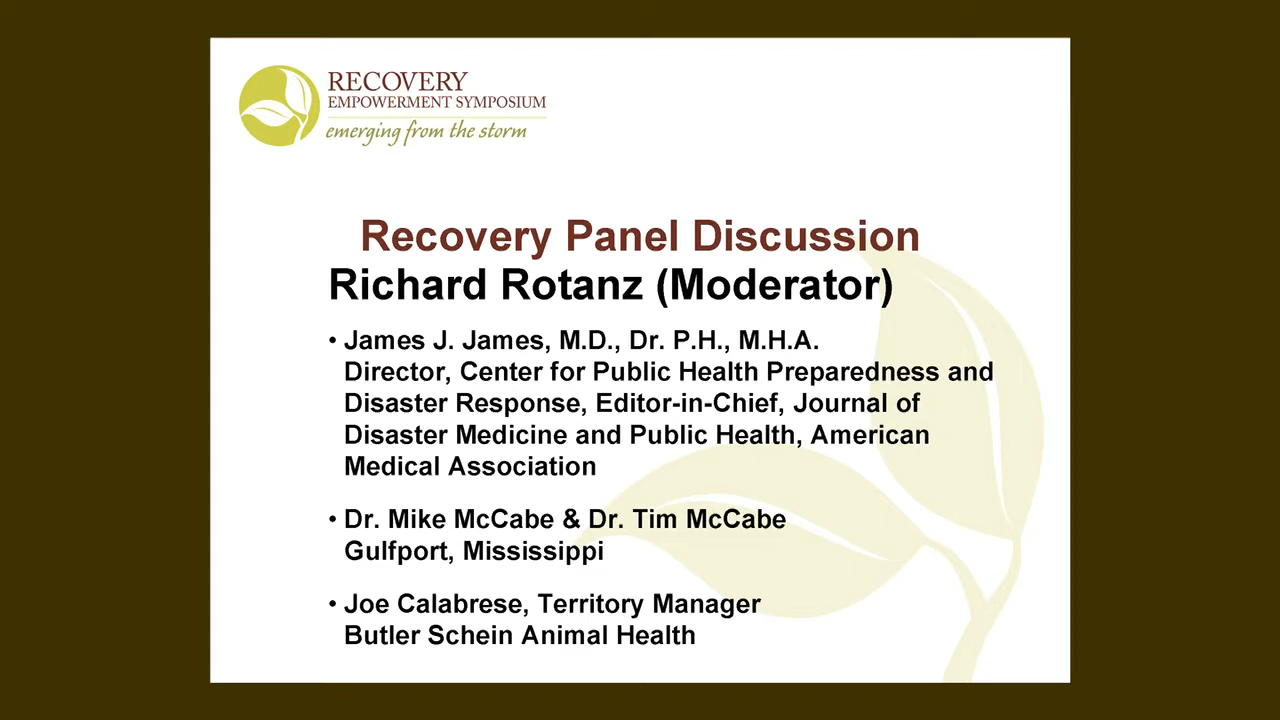 RECOVERY
EMPOWERMENT SYMPOSIUM
emerging from the storm
Recovery Panel Discussion
Richard Rotanz (Moderator)
• James J. James, M.D., Dr. P.H., M.H.A.
Director, Center for Public Health Preparedness and
Disaster Response, Editor-in-Chief, Journal of
Disaster Medicine and Public Health, American
Medical Association
• Dr. Mike McCabe & Dr. Tim McCabe
Gulfport, Mississippi
• Joe Calabrese, Territory Manager
Butler Schein Animal Health